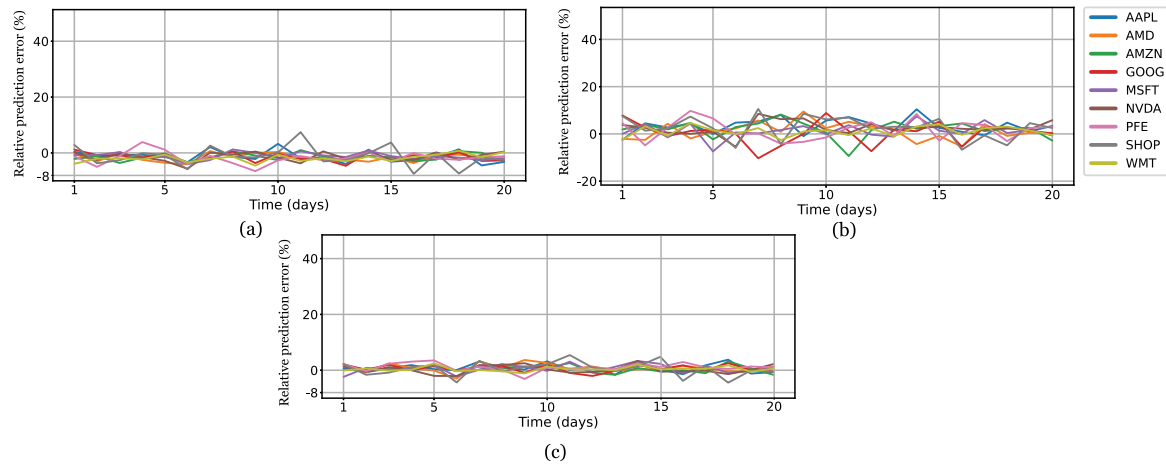 Relative prediction error (%)
40
20
0
-8
1
5
10
15
20
Time (days)
(a)
Relative prediction error (%)
40
20
0
-20
1
5
10
15
20
Time (days)
(b)
AAPL
AMD
AMZN
GOOG
MSFT
NVDA
PFE
SHOP
WMT
Relative prediction error (%)
40
20
0
-8
1
5
10
15
20
Time (days)
(c)